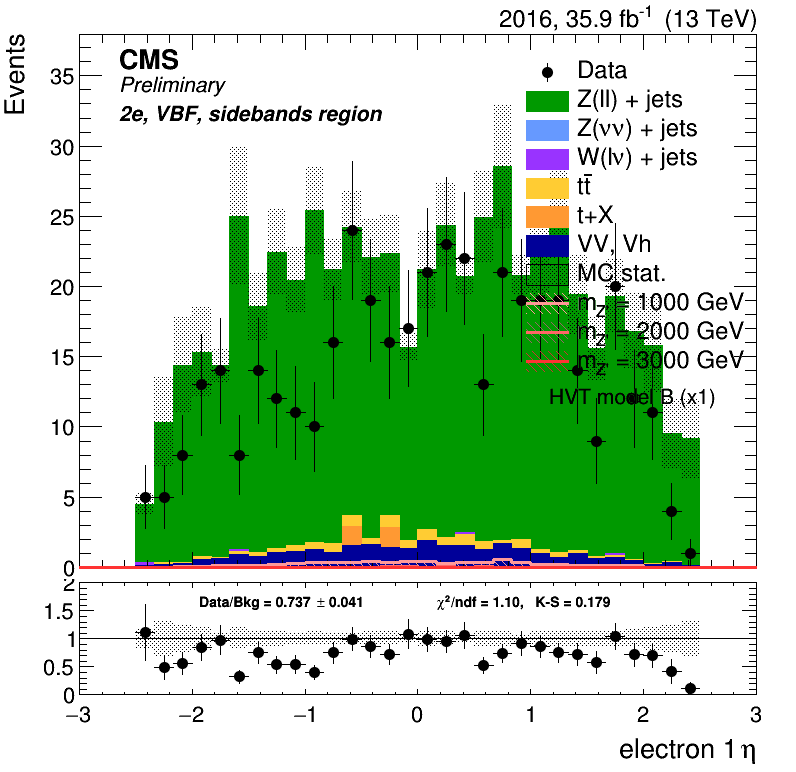 2016, 35.9 fb⁻¹ (13 TeV)
Events
CMS
Preliminary
2e, VBF, sidebands region
Data
Z(ll) + jets
Z(νν) + jets
W(lν) + jets
tt̄
t+X
VV, Vh
MC stat.
m_Z' = 1000 GeV
m_Z' = 2000 GeV
m_Z' = 3000 GeV
HVT model B (x1)
35
30
25
20
15
10
5
0
Data/Bkg = 0.737 ± 0.041
χ²/ndf = 1.10, K-S = 0.179
2
1.5
1
0.5
0
−3 −2 −1 0 1 2 3
electron 1 η